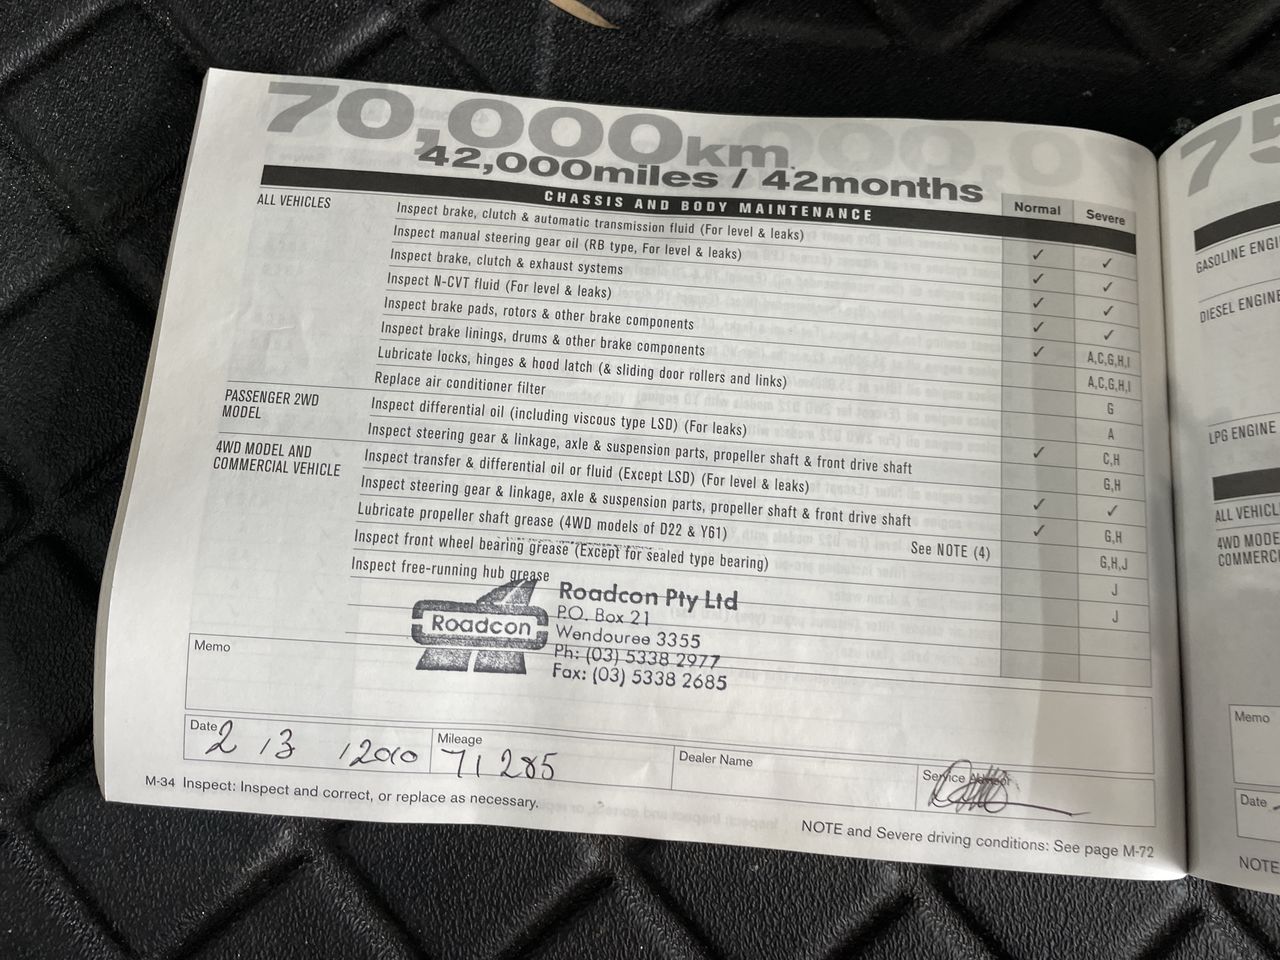 70,000km
42,000miles / 42months
CHASSIS AND BODY MAINTENANCE
Normal
Severe
ALL VEHICLES
Inspect brake, clutch & automatic transmission fluid (For level & leaks) ✓ ✓
Inspect manual steering gear oil (RB type, For level & leaks) ✓ ✓
Inspect brake, clutch & exhaust systems ✓ ✓
Inspect N-CVT fluid (For level & leaks) ✓ ✓
Inspect brake pads, rotors & other brake components ✓ A,C,G,H,I
Inspect brake linings, drums & other brake components A,C,G,H,I
Lubricate locks, hinges & hood latch (& sliding door rollers and links) G
Replace air conditioner filter A
PASSENGER 2WD
MODEL
Inspect differential oil (including viscous type LSD) (For leaks) ✓ C,H
Inspect steering gear & linkage, axle & suspension parts, propeller shaft & front drive shaft G,H
4WD MODEL AND
COMMERCIAL VEHICLE
Inspect transfer & differential oil or fluid (Except LSD) (For level & leaks) ✓ ✓
Inspect steering gear & linkage, axle & suspension parts, propeller shaft & front drive shaft ✓ G,H
Lubricate propeller shaft grease (4WD models of D22 & Y61) See NOTE (4) G,H,J
Inspect front wheel bearing grease (Except for sealed type bearing) J
Inspect free-running hub grease J
Roadcon
Roadcon Pty Ltd
P.O. Box 21
Wendouree 3355
Ph: (03) 5338 2977
Fax: (03) 5338 2685
Memo
Date 2 /3 /2010
Mileage 71 285
Dealer Name
Service Advisor
M-34 Inspect: Inspect and correct, or replace as necessary.
NOTE and Severe driving conditions: See page M-72
75
GASOLINE ENGI
DIESEL ENGINE
LPG ENGINE
ALL VEHICL
4WD MODE
COMMERC
Memo
Date
NOTE